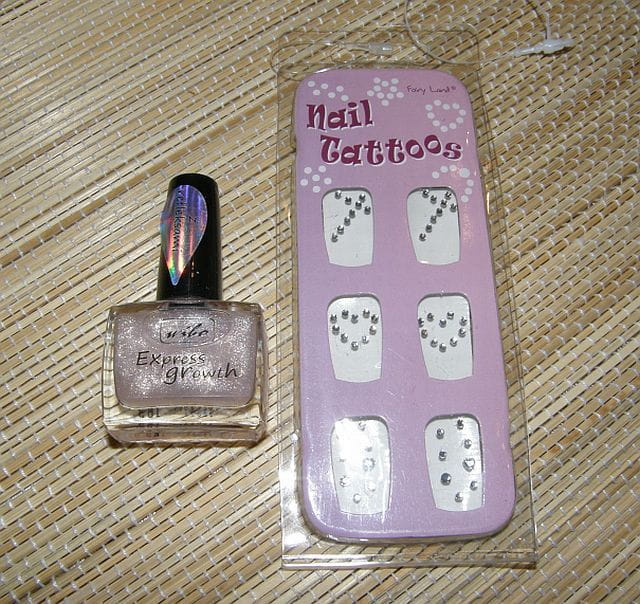 Fairy Land®
Nail
Tattoos
wibo
Express
growth